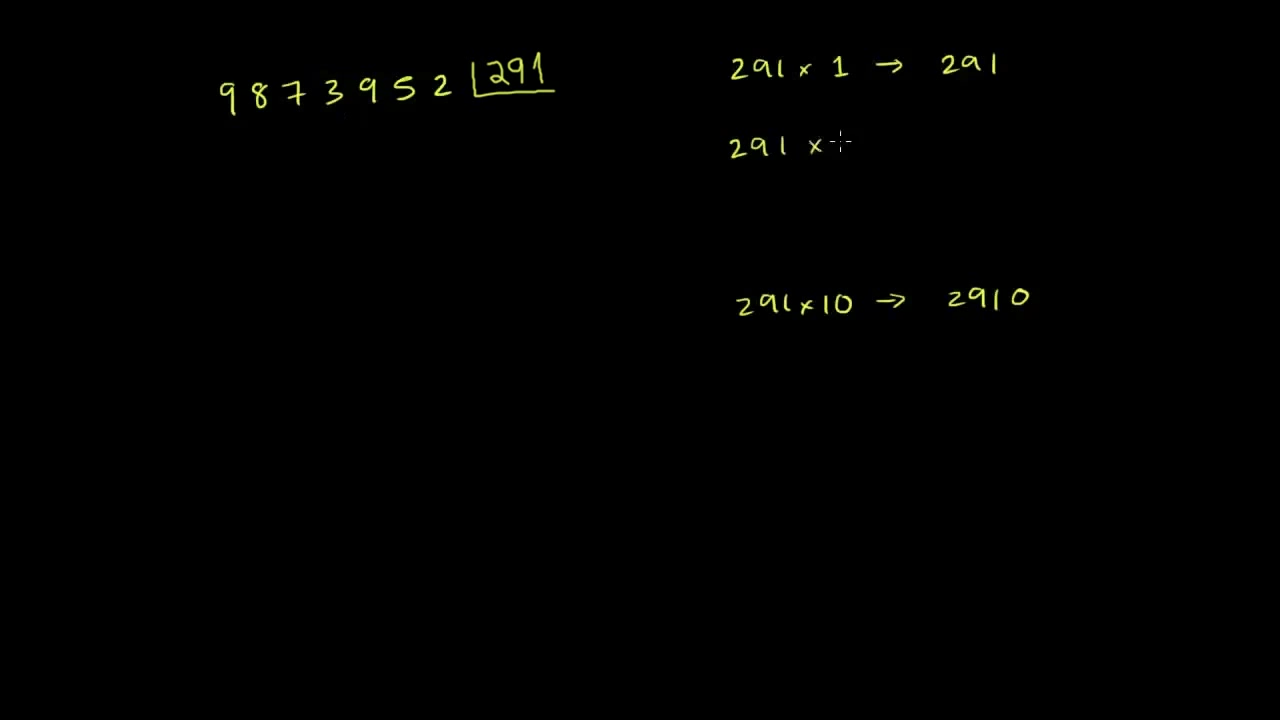 9873952 291
291 × 1 → 291
291 ×
291 × 10 → 2910